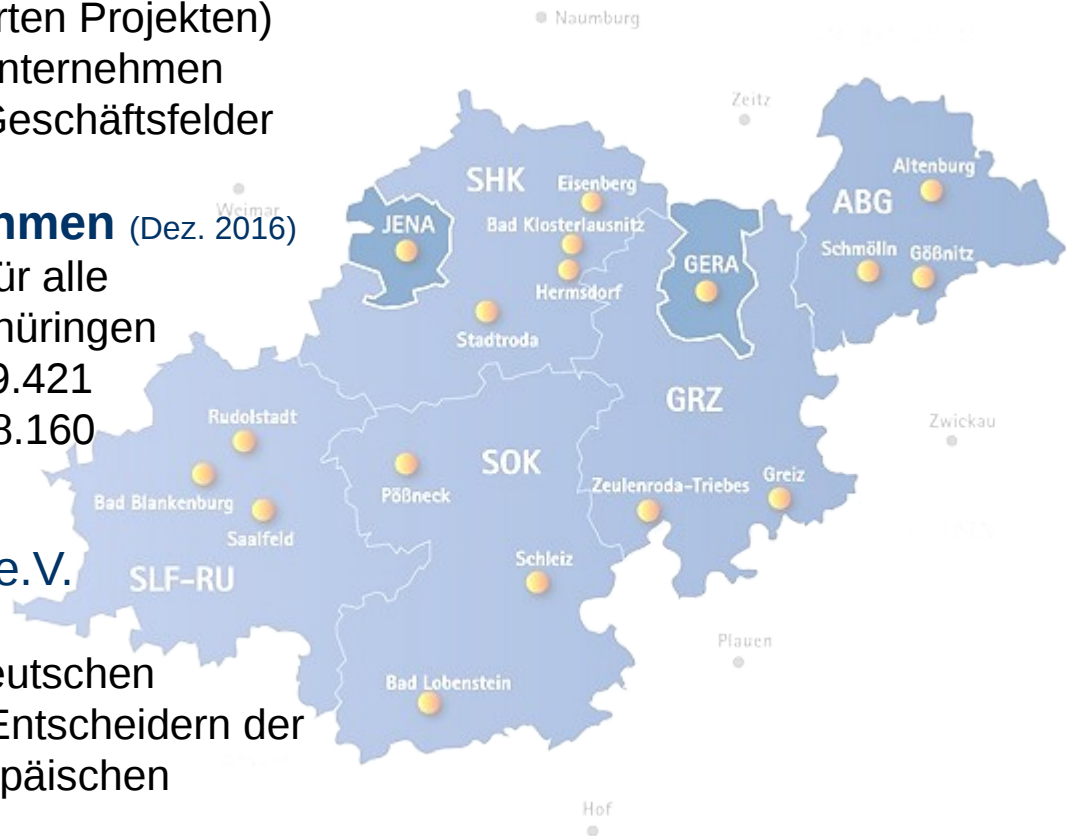 rten Projekten)
nternehmen
Geschäftsfelder
hmen (Dez. 2016)
ür alle
hüringen
9.421
8.160
e.V.
eutschen
Entscheidern der
päischen
Naumburg
Zeitz
Weimar
SHK
Eisenberg
JENA
Bad Klosterlausnitz
Hermsdorf
Stadtroda
GERA
Altenburg
ABG
Schmölln
Gößnitz
GRZ
Zwickau
Rudolstadt
Bad Blankenburg
Saalfeld
SLF-RU
Pößneck
SOK
Zeulenroda-Triebes
Greiz
Schleiz
Plauen
Bad Lobenstein
Hof